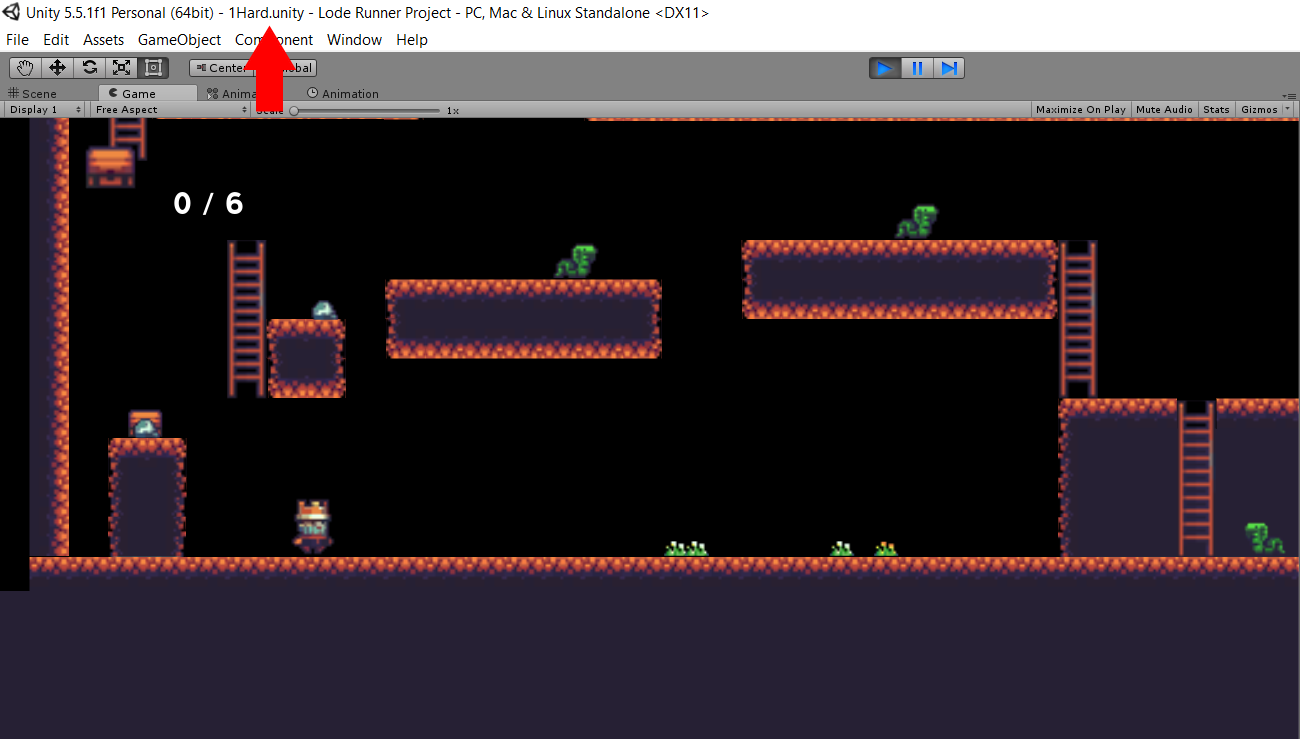 Unity 5.5.1f1 Personal (64bit) - 1Hard.unity - Lode Runner Project - PC, Mac & Linux Standalone <DX11>
File Edit Assets GameObject Component Window Help
Center
Scene Game Animation
Display 1 Free Aspect Scale 1x Maximize On Play Mute Audio Stats Gizmos
0 / 6